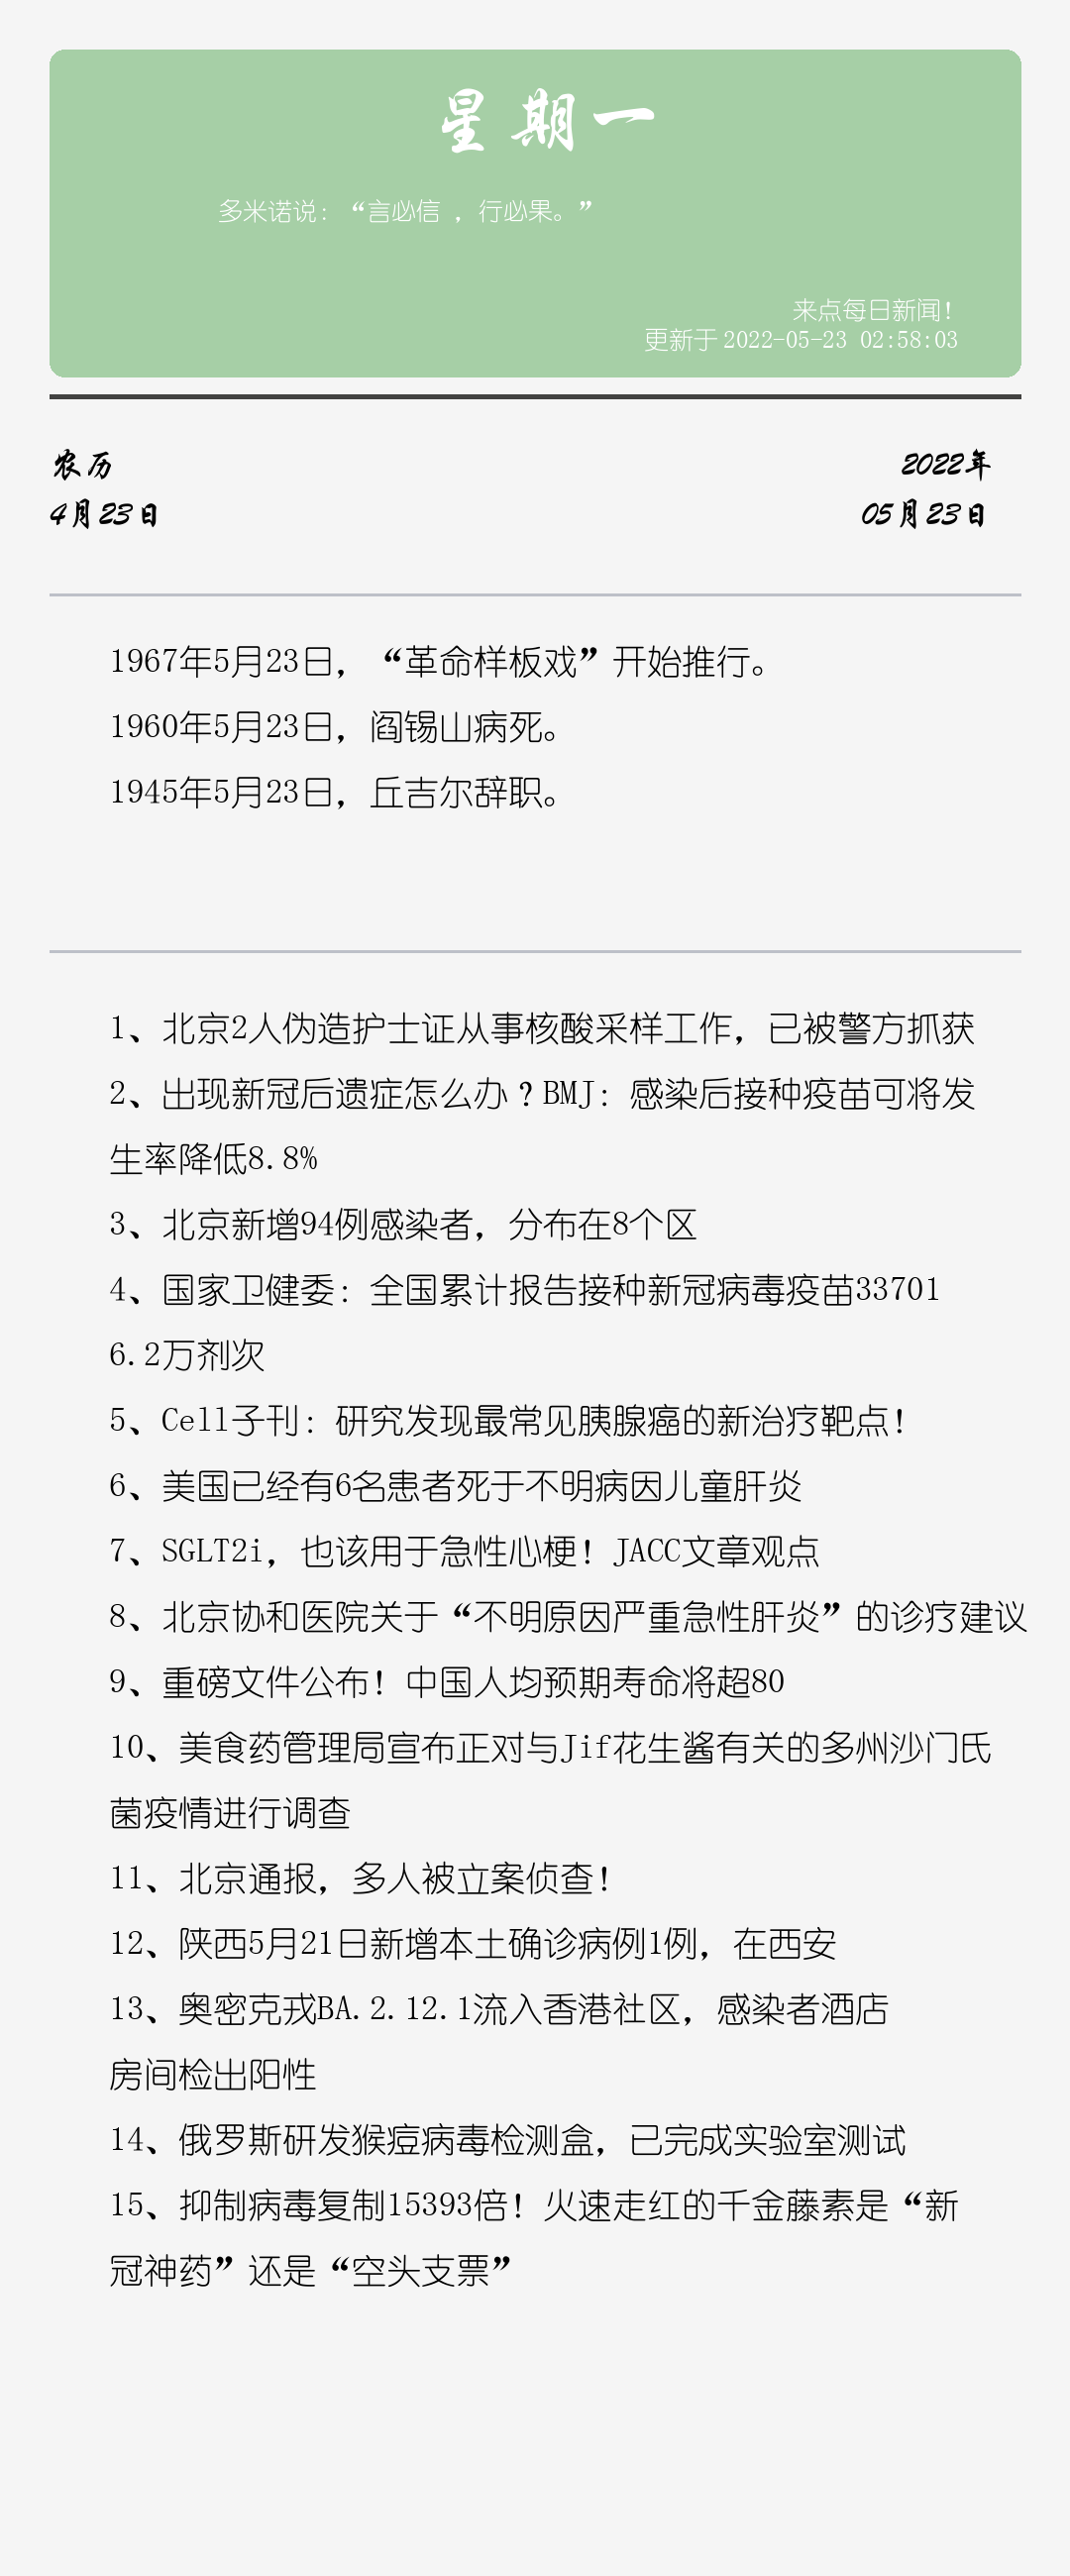 星期一
多米诺说：“言必信 ，行必果。”
来点每日新闻！
更新于 2022-05-23 02:58:03
农历
2022年
4月23日
05月23日
1967年5月23日，“革命样板戏”开始推行。
1960年5月23日，阎锡山病死。
1945年5月23日，丘吉尔辞职。
1、北京2人伪造护士证从事核酸采样工作，已被警方抓获
2、出现新冠后遗症怎么办？BMJ：感染后接种疫苗可将发
生率降低8.8%
3、北京新增94例感染者，分布在8个区
4、国家卫健委：全国累计报告接种新冠病毒疫苗33701
6.2万剂次
5、Cell子刊：研究发现最常见胰腺癌的新治疗靶点！
6、美国已经有6名患者死于不明病因儿童肝炎
7、SGLT2i，也该用于急性心梗！JACC文章观点
8、北京协和医院关于“不明原因严重急性肝炎”的诊疗建议
9、重磅文件公布！中国人均预期寿命将超80
10、美食药管理局宣布正对与Jif花生酱有关的多州沙门氏
菌疫情进行调查
11、北京通报，多人被立案侦查！
12、陕西5月21日新增本土确诊病例1例，在西安
13、奥密克戎BA.2.12.1流入香港社区，感染者酒店
房间检出阳性
14、俄罗斯研发猴痘病毒检测盒，已完成实验室测试
15、抑制病毒复制15393倍！火速走红的千金藤素是“新
冠神药”还是“空头支票”